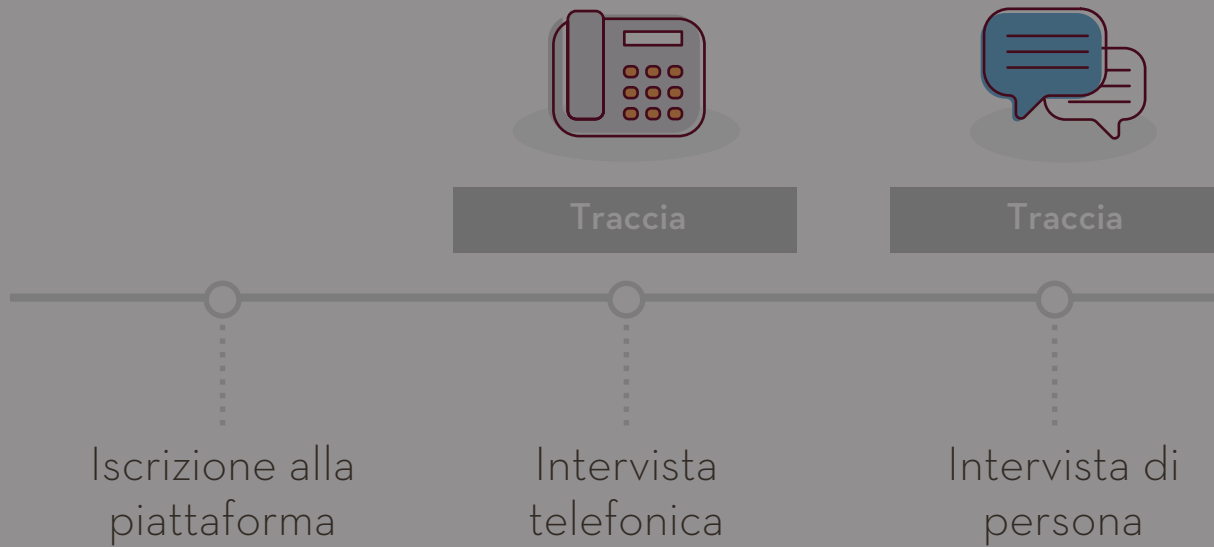 Traccia
Traccia
Iscrizione alla
piattaforma
Intervista
telefonica
Intervista di
persona